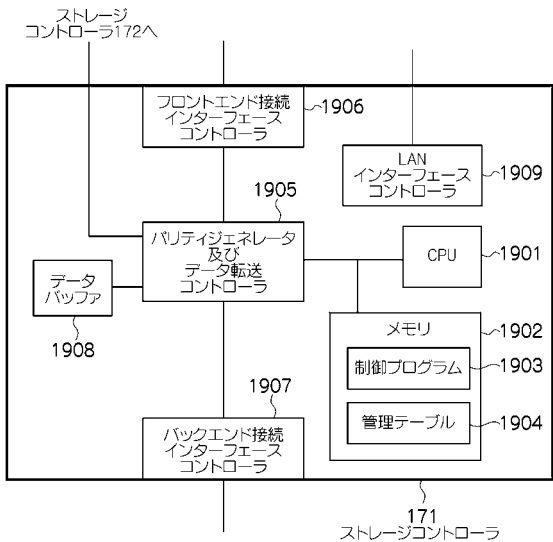 ストレージ
コントローラ172へ
フロントエンド接続
インターフェース
コントローラ
1906
LAN
インターフェース
コントローラ
1909
1905
パリティジェネレータ
及び
データ転送
コントローラ
CPU
1901
データ
バッファ
1908
メモリ
1902
制御プログラム
1903
管理テーブル
1904
1907
バックエンド接続
インターフェース
コントローラ
171
ストレージコントローラ